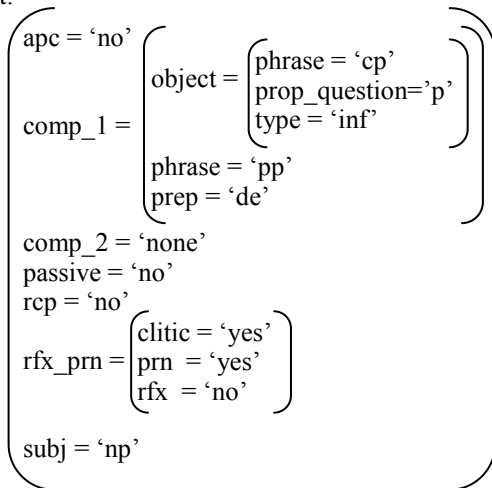 apc = ‘no’
object =
phrase = ‘cp’
prop_question=’p’
type = ‘inf’
comp_1 =
phrase = ‘pp’
prep = ‘de’
comp_2 = ‘none’
passive = ‘no’
rcp = ‘no’
rfx_prn =
clitic = ‘yes’
prn = ‘yes’
rfx = ‘no’
subj = ‘np’